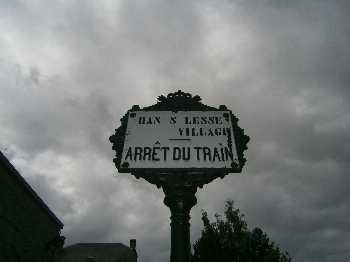 HAN S LESSE
VILLAGE
ARRÊT DU TRAIN